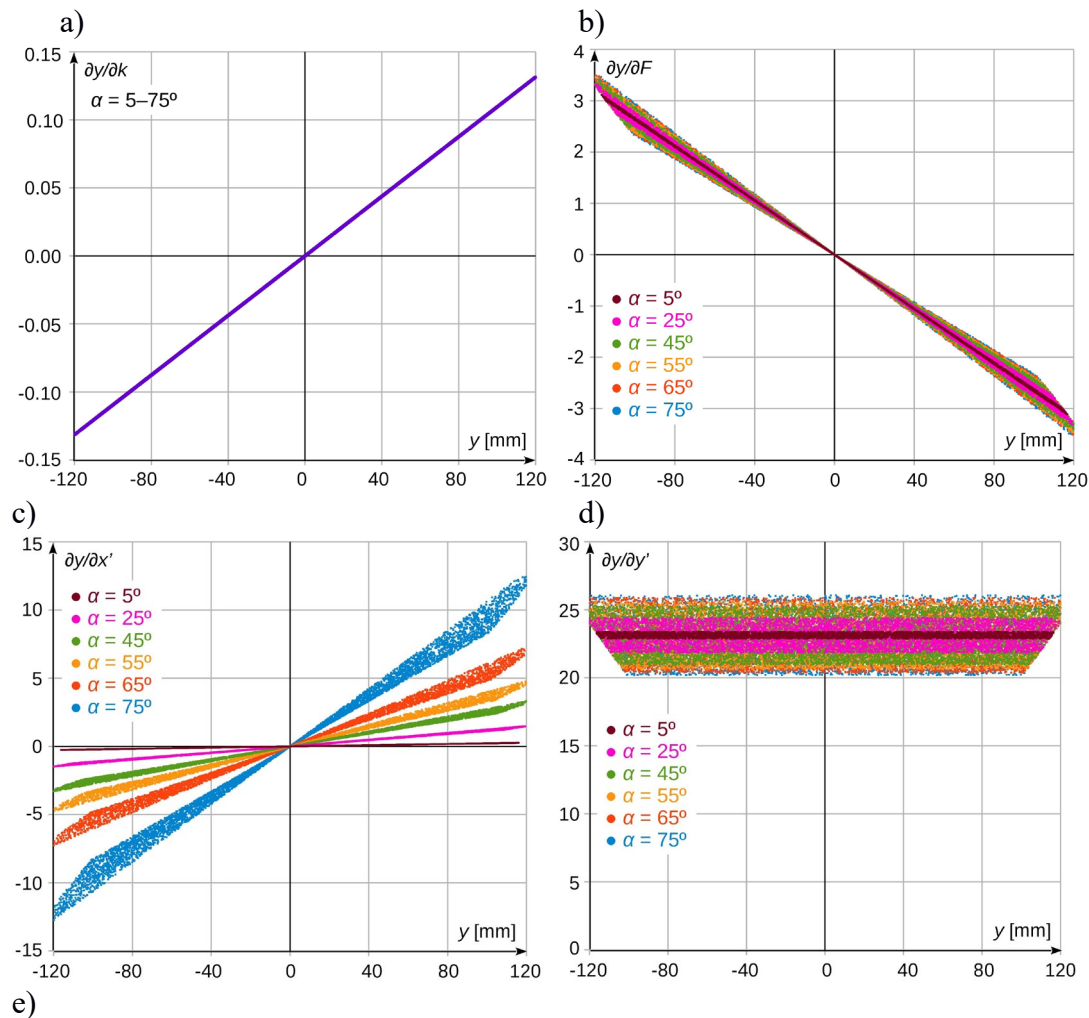 a)
b)
0.15
∂y/∂k
α = 5–75º
0.10
0.05
0.00
-0.05
-0.10
-0.15
y [mm]
-120
-80
-40
0
40
80
120
4
∂y/∂F
3
2
1
0
-1
-2
-3
-4
α = 5º
α = 25º
α = 45º
α = 55º
α = 65º
α = 75º
y [mm]
-120
-80
-40
0
40
80
120
c)
d)
15
∂y/∂x’
α = 5º
α = 25º
α = 45º
α = 55º
α = 65º
α = 75º
10
5
0
-5
-10
-15
y [mm]
-120
-80
-40
0
40
80
120
30
∂y/∂y’
25
20
15
10
5
0
α = 5º
α = 25º
α = 45º
α = 55º
α = 65º
α = 75º
y [mm]
-120
-80
-40
0
40
80
120
e)